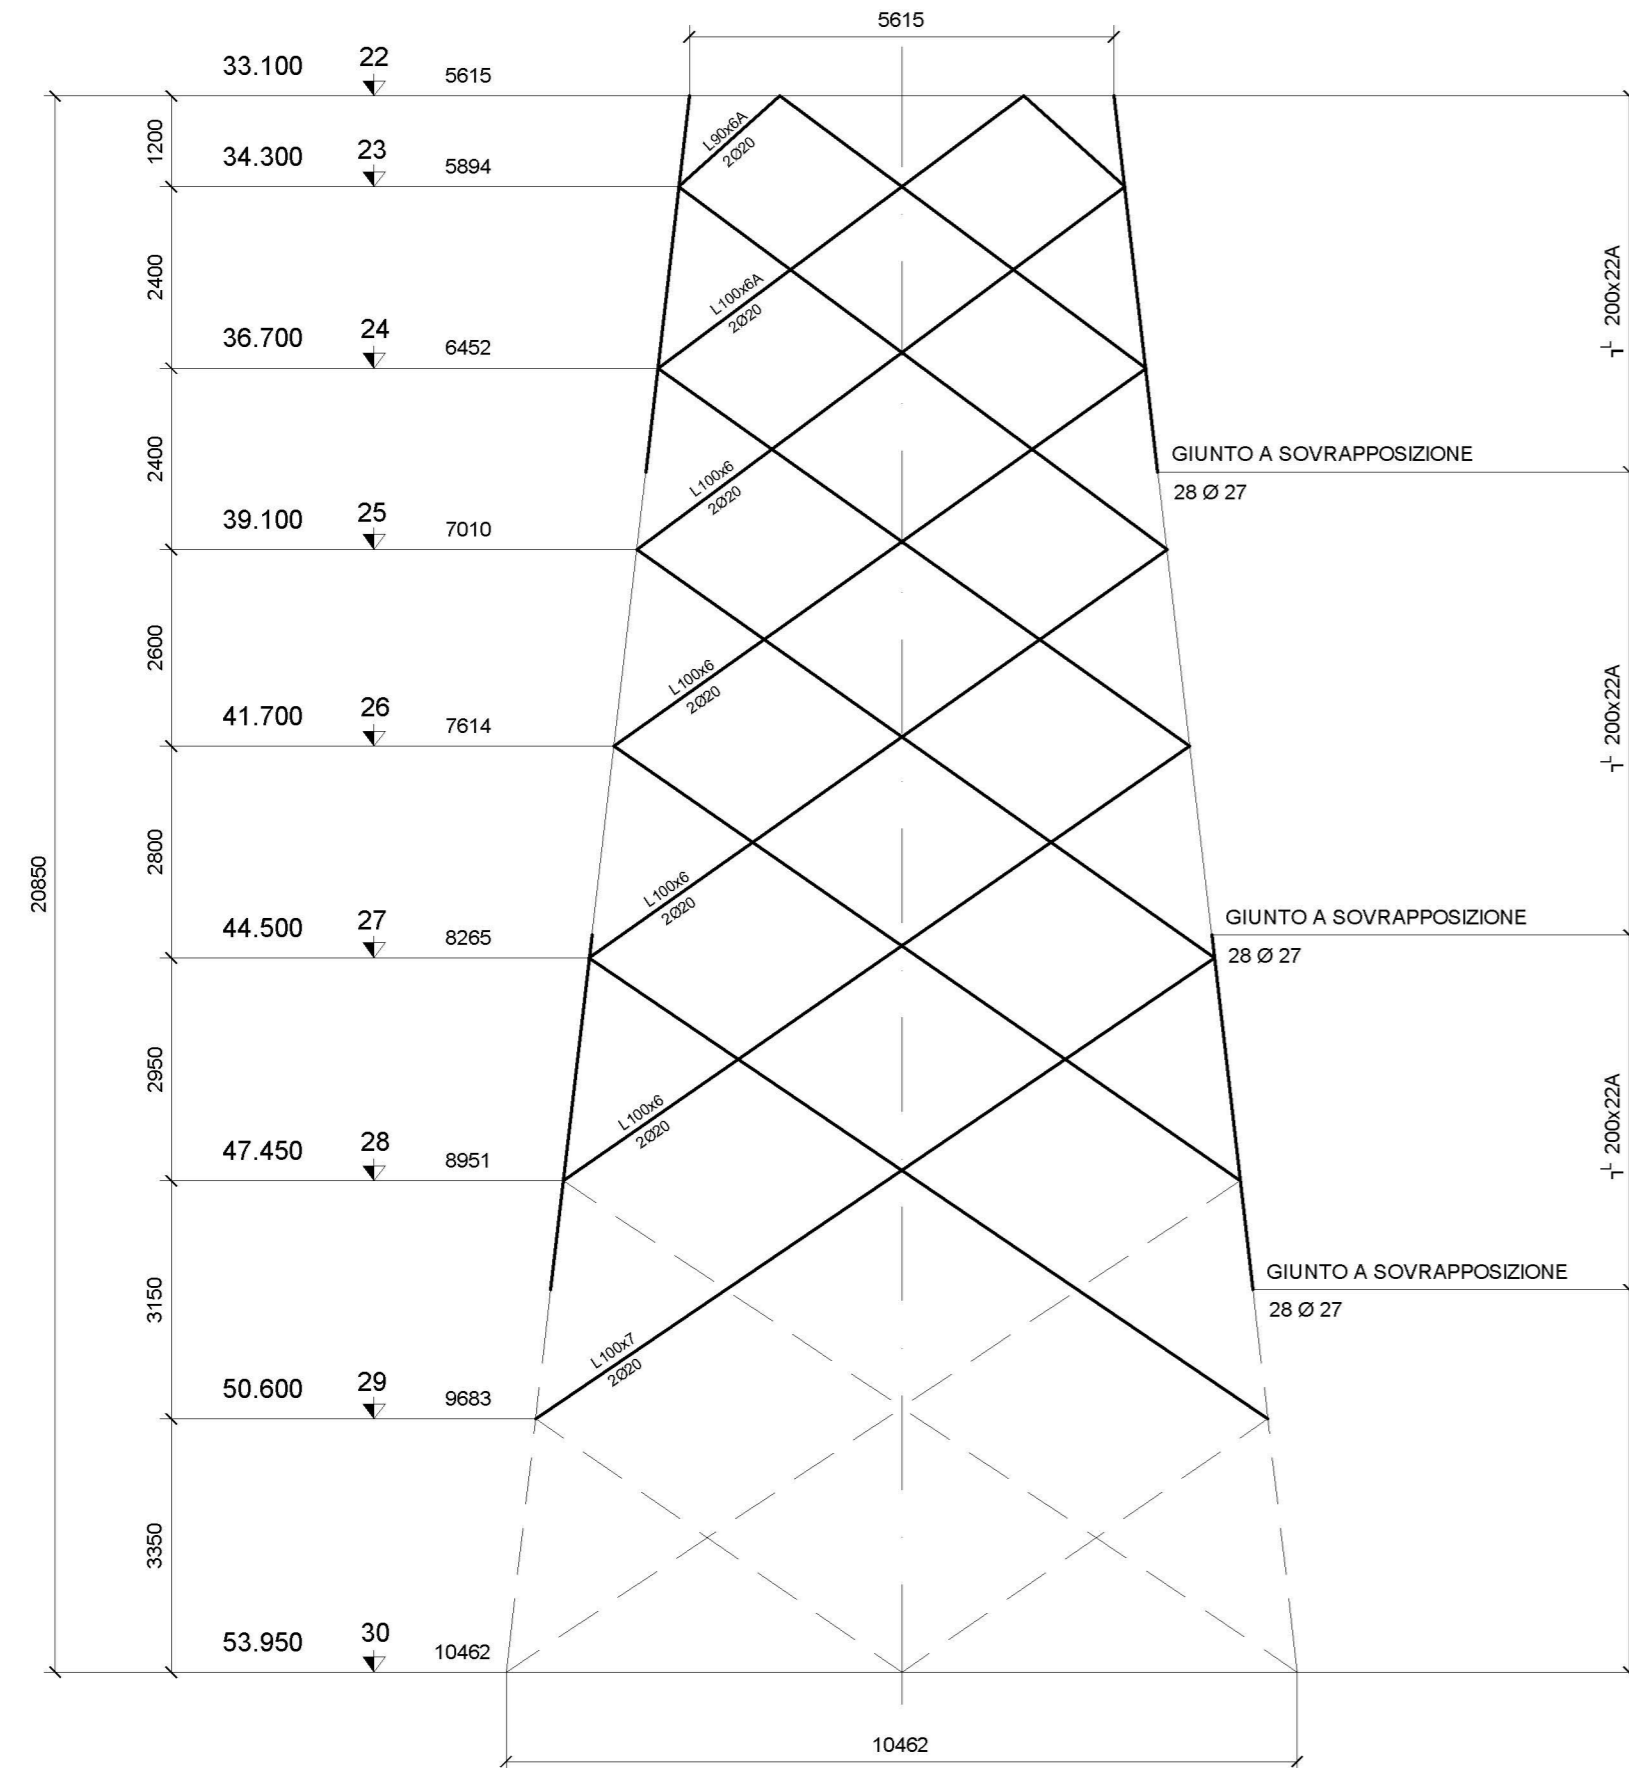 5615
33.100 22 5615
1200
34.300 23 5894
L90x6A
2Ø20
2400
L100x6A
2Ø20
200x22A
36.700 24 6452
2400
GIUNTO A SOVRAPPOSIZIONE
28 Ø 27
L100x6
2Ø20
39.100 25 7010
2600
L100x6
2Ø20
200x22A
41.700 26 7614
2800
20850
L100x6
2Ø20
GIUNTO A SOVRAPPOSIZIONE
28 Ø 27
44.500 27 8265
2950
L100x6
2Ø20
200x22A
47.450 28 8951
3150
GIUNTO A SOVRAPPOSIZIONE
28 Ø 27
L100x7
2Ø20
50.600 29 9683
3350
53.950 30 10462
10462